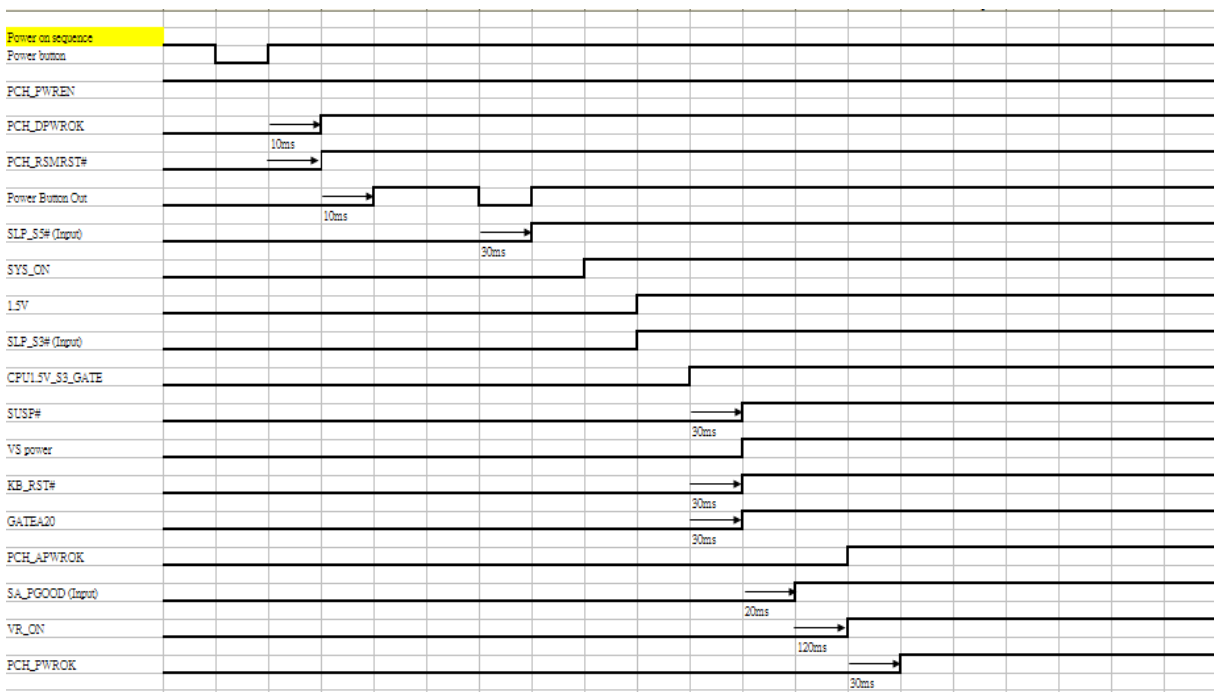 Power on sequence
Power button
PCH_PWREN
PCH_DPWROK
10ms
PCH_RSMRST#
Power Button Out
10ms
SLP_S5# (Input)
30ms
SYS_ON
1.5V
SLP_S3# (Input)
CPU1.5V_S3_GATE
SUSP#
30ms
VS power
KB_RST#
30ms
GATEA20
30ms
PCH_APWROK
SA_PGOOD (Input)
20ms
VR_ON
120ms
PCH_PWROK
30ms